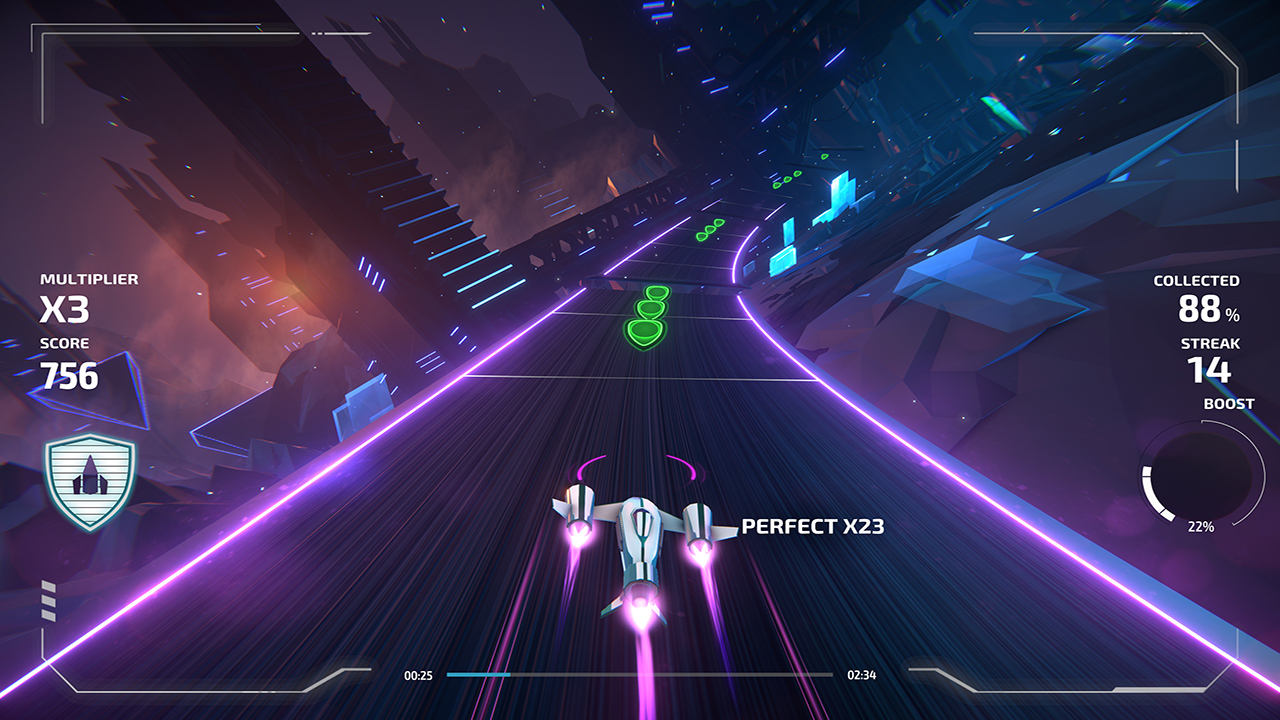 MULTIPLIER
X3
SCORE
756
COLLECTED
88%
STREAK
14
BOOST
22%
PERFECT X23
00:25
02:34